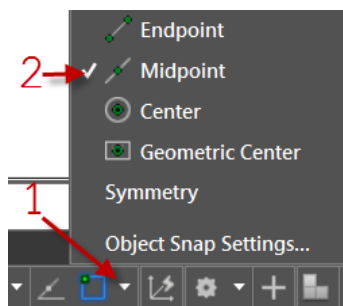 Endpoint
2 Midpoint
Center
Geometric Center
Symmetry
1
Object Snap Settings...